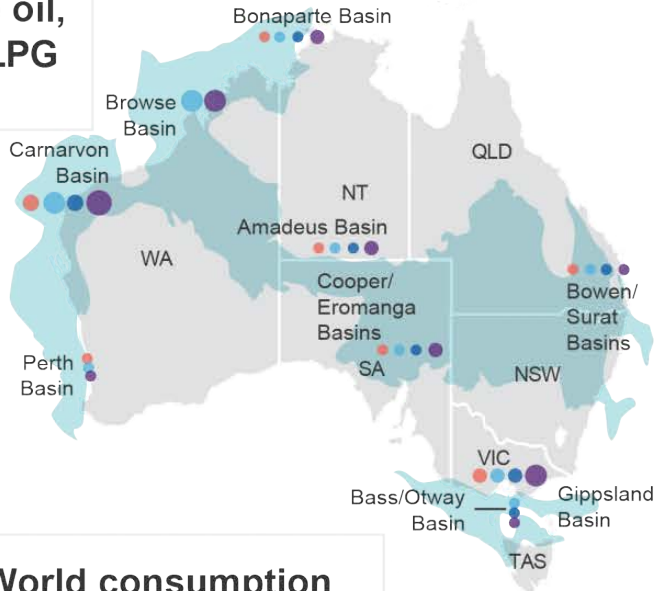 oil,
LPG
Bonaparte Basin
Browse
Basin
Carnarvon
Basin
QLD
NT
Amadeus Basin
WA
Cooper/
Eromanga
Basins
Bowen/
Surat
Basins
Perth
Basin
SA
NSW
VIC
Bass/Otway
Basin
Gippsland
Basin
TAS
World consumption